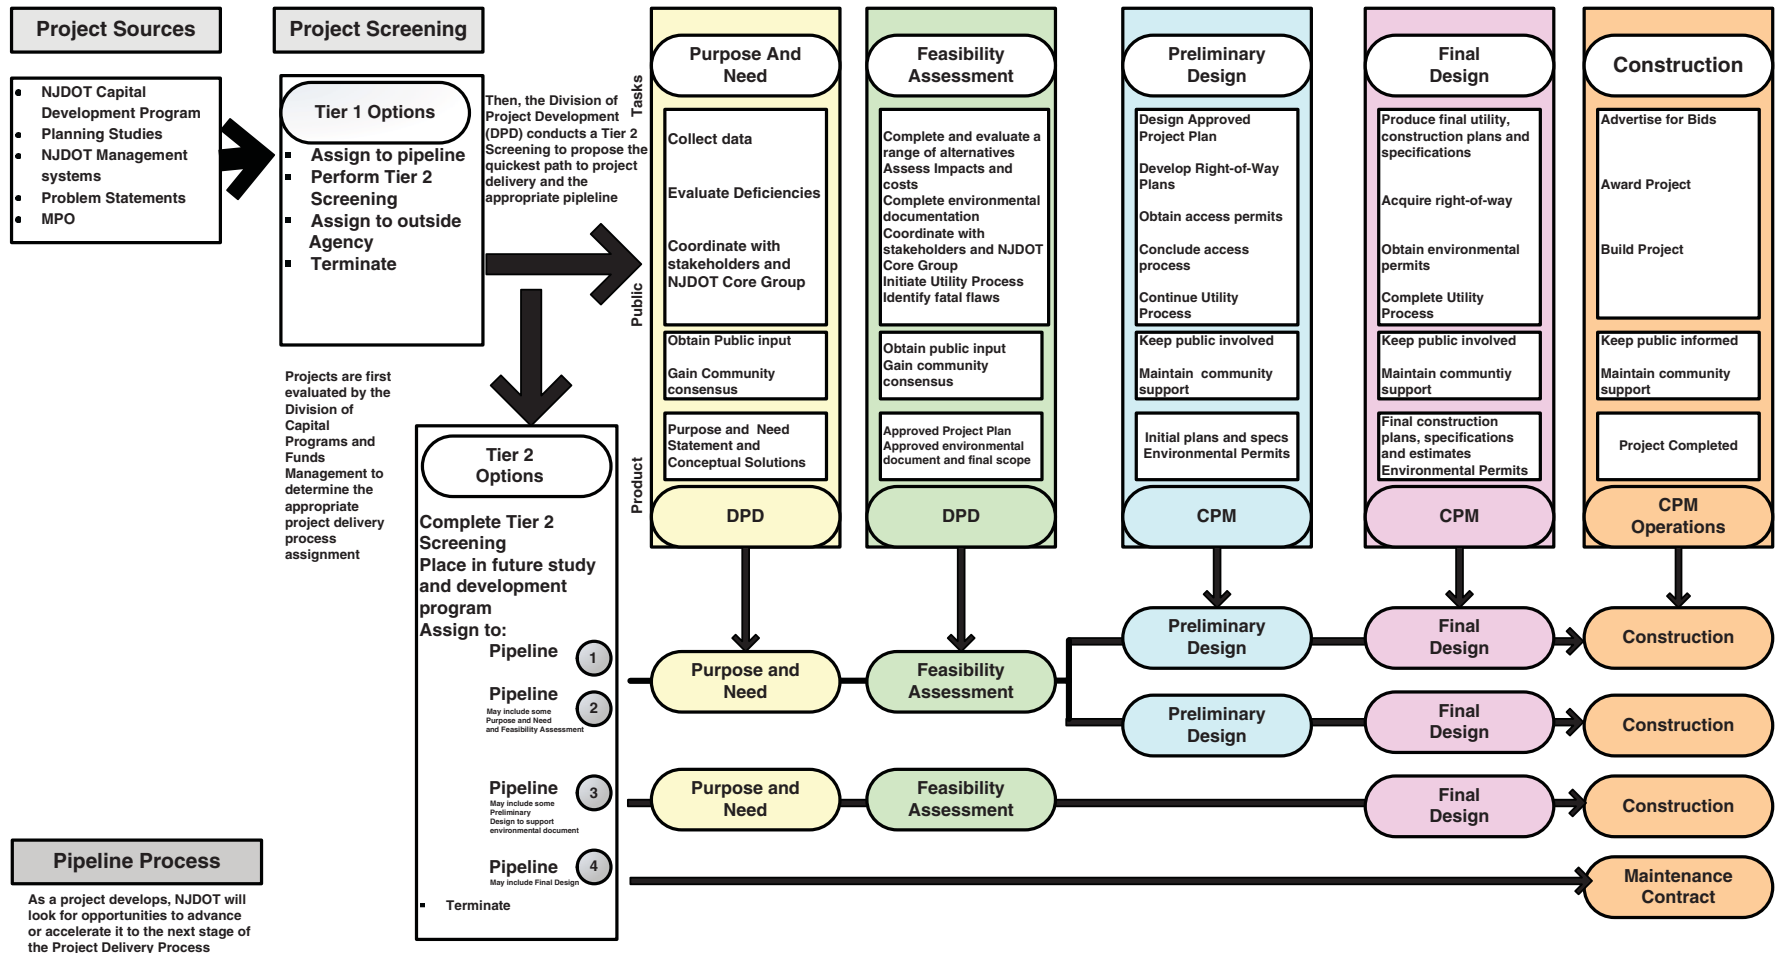 Project Sources
NJDOT Capital
Development Program
Planning Studies
NJDOT Management
systems
Problem Statements
MPO
Project Screening
Tier 1 Options
Assign to pipeline
Perform Tier 2
Screening
Assign to outside
Agency
Terminate
Then, the Division of
Project Development
(DPD) conducts a Tier 2
Screening to propose the
quickest path to project
delivery and the
appropriate pipleline
Projects are first
evaluated by the
Division of
Capital
Programs and
Funds
Management to
determine the
appropriate
project delivery
process
assignment
Tier 2
Options
Complete Tier 2
Screening
Place in future study
and development
program
Assign to:
Pipeline
1
Pipeline
2
May include some
Purpose and Need
and Feasibility Assessment
Pipeline
3
May include some
Preliminary
Design to support
environmental document
Pipeline
4
May include Final Design
Terminate
Tasks
Public
Product
Purpose And
Need
Collect data
Evaluate Deficiencies
Coordinate with
stakeholders and
NJDOT Core Group
Obtain Public input
Gain Community
consensus
Purpose and Need
Statement and
Conceptual Solutions
DPD
Feasibility
Assessment
Complete and evaluate a
range of alternatives
Assess Impacts and
costs
Complete environmental
documentation
Coordinate with
stakeholders and NJDOT
Core Group
Initiate Utility Process
Identify fatal flaws
Obtain public input
Gain community
consensus
Approved Project Plan
Approved environmental
document and final scope
DPD
Preliminary
Design
Design Approved
Project Plan
Develop Right-of-Way
Plans
Obtain access permits
Conclude access
process
Continue Utility
Process
Keep public involved
Maintain community
support
Initial plans and specs
Environmental Permits
CPM
Final
Design
Produce final utility,
construction plans and
specifications
Acquire right-of-way
Obtain environmental
permits
Complete Utility
Process
Keep public involved
Maintain communtiy
support
Final construction
plans, specifications
and estimates
Environmental Permits
CPM
Construction
Advertise for Bids
Award Project
Build Project
Keep public informed
Maintain community
support
Project Completed
CPM
Operations
Purpose and
Need
Feasibility
Assessment
Preliminary
Design
Final
Design
Construction
Preliminary
Design
Final
Design
Construction
Purpose and
Need
Feasibility
Assessment
Final
Design
Construction
Maintenance
Contract
Pipeline Process
As a project develops, NJDOT will
look for opportunities to advance
or accelerate it to the next stage of
the Project Delivery Process